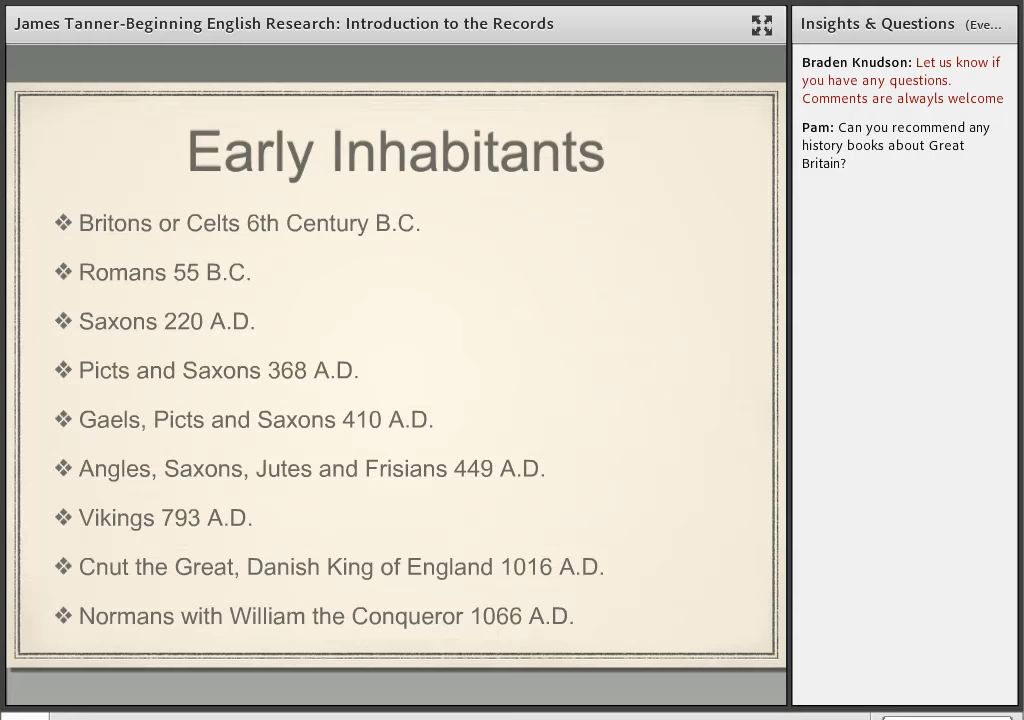 James Tanner-Beginning English Research: Introduction to the Records
Early Inhabitants
❖ Britons or Celts 6th Century B.C.
❖ Romans 55 B.C.
❖ Saxons 220 A.D.
❖ Picts and Saxons 368 A.D.
❖ Gaels, Picts and Saxons 410 A.D.
❖ Angles, Saxons, Jutes and Frisians 449 A.D.
❖ Vikings 793 A.D.
❖ Cnut the Great, Danish King of England 1016 A.D.
❖ Normans with William the Conqueror 1066 A.D.
Insights & Questions (Eve...
Braden Knudson: Let us know if
you have any questions.
Comments are alwayls welcome
Pam: Can you recommend any
history books about Great
Britain?